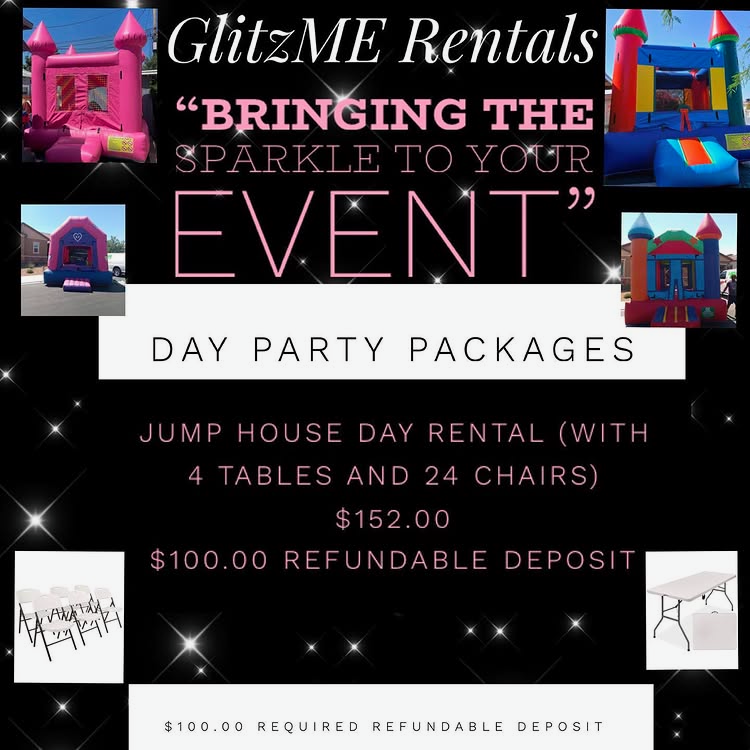 GlitzME Rentals
“BRINGING THE
SPARKLE TO YOUR
EVENT”
DAY PARTY PACKAGES
JUMP HOUSE DAY RENTAL (WITH
4 TABLES AND 24 CHAIRS)
$152.00
$100.00 REFUNDABLE DEPOSIT
$100.00 REQUIRED REFUNDABLE DEPOSIT